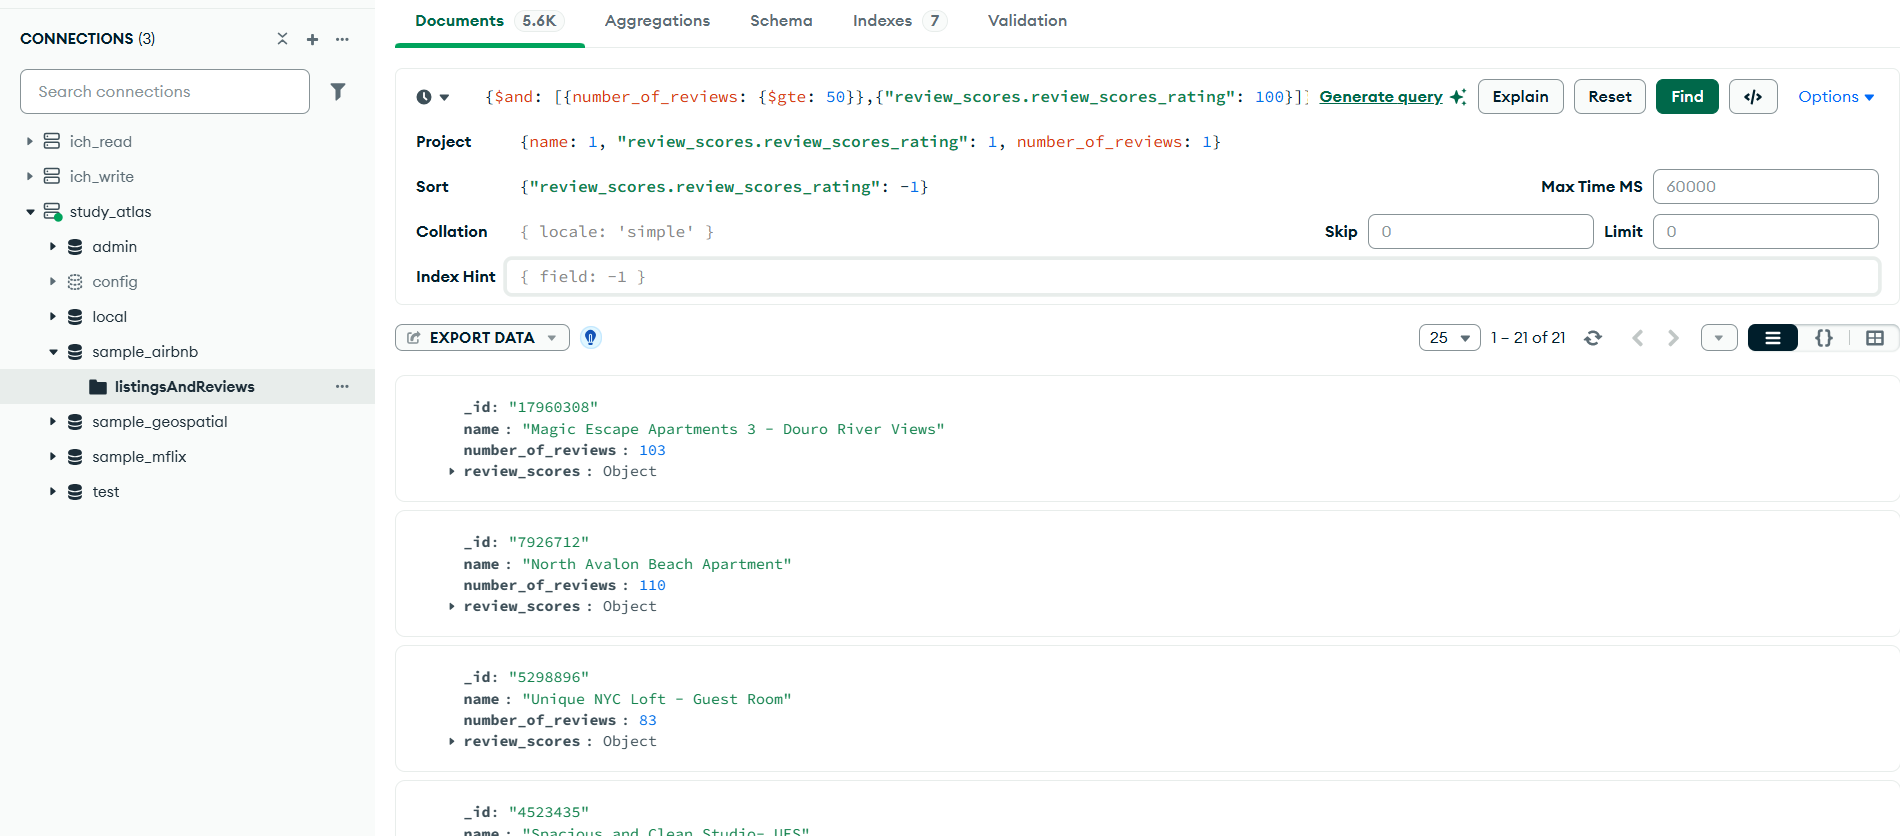 CONNECTIONS (3)
Search connections
ich_read
ich_write
study_atlas
admin
config
local
sample_airbnb
listingsAndReviews
sample_geospatial
sample_mflix
test
Documents 5.6K Aggregations Schema Indexes 7 Validation
{$and: [{number_of_reviews: {$gte: 50}},{"review_scores.review_scores_rating": 100}]} Generate query Explain Reset Find </> Options
Project {name: 1, "review_scores.review_scores_rating": 1, number_of_reviews: 1}
Sort {"review_scores.review_scores_rating": -1} Max Time MS 60000
Collation { locale: 'simple' } Skip 0 Limit 0
Index Hint { field: -1 }
EXPORT DATA 25 1 – 21 of 21 {}
_id: "17960308"
name : "Magic Escape Apartments 3 - Douro River Views"
number_of_reviews : 103
review_scores : Object
_id: "7926712"
name : "North Avalon Beach Apartment"
number_of_reviews : 110
review_scores : Object
_id: "5298896"
name : "Unique NYC Loft - Guest Room"
number_of_reviews : 83
review_scores : Object
_id: "4523435"
name : "Spacious and Clean Studio- UES"